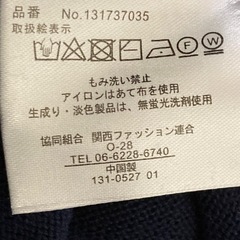 品番 No.131737035
取扱絵表示
もみ洗い禁止
アイロンはあて布を使用
生成り・淡色製品は、無蛍光洗剤使用
協同組合 関西ファッション連合
O-28
TEL 06-6228-6740
中国製
131-0527 01